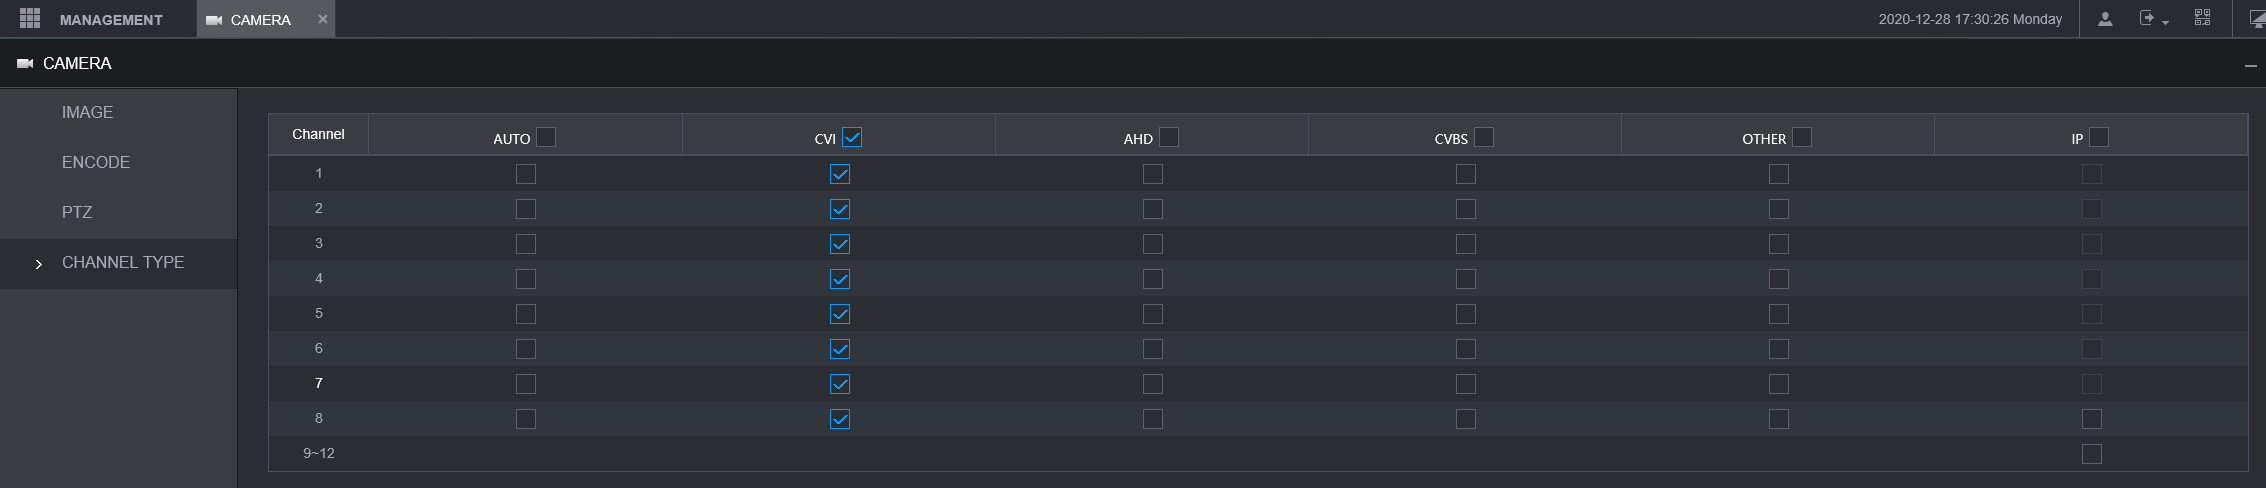 MANAGEMENT CAMERA × 2020-12-28 17:30:26 Monday
CAMERA
IMAGE
ENCODE
PTZ
CHANNEL TYPE
Channel AUTO CVI AHD CVBS OTHER IP
1
2
3
4
5
6
7
8
9~12